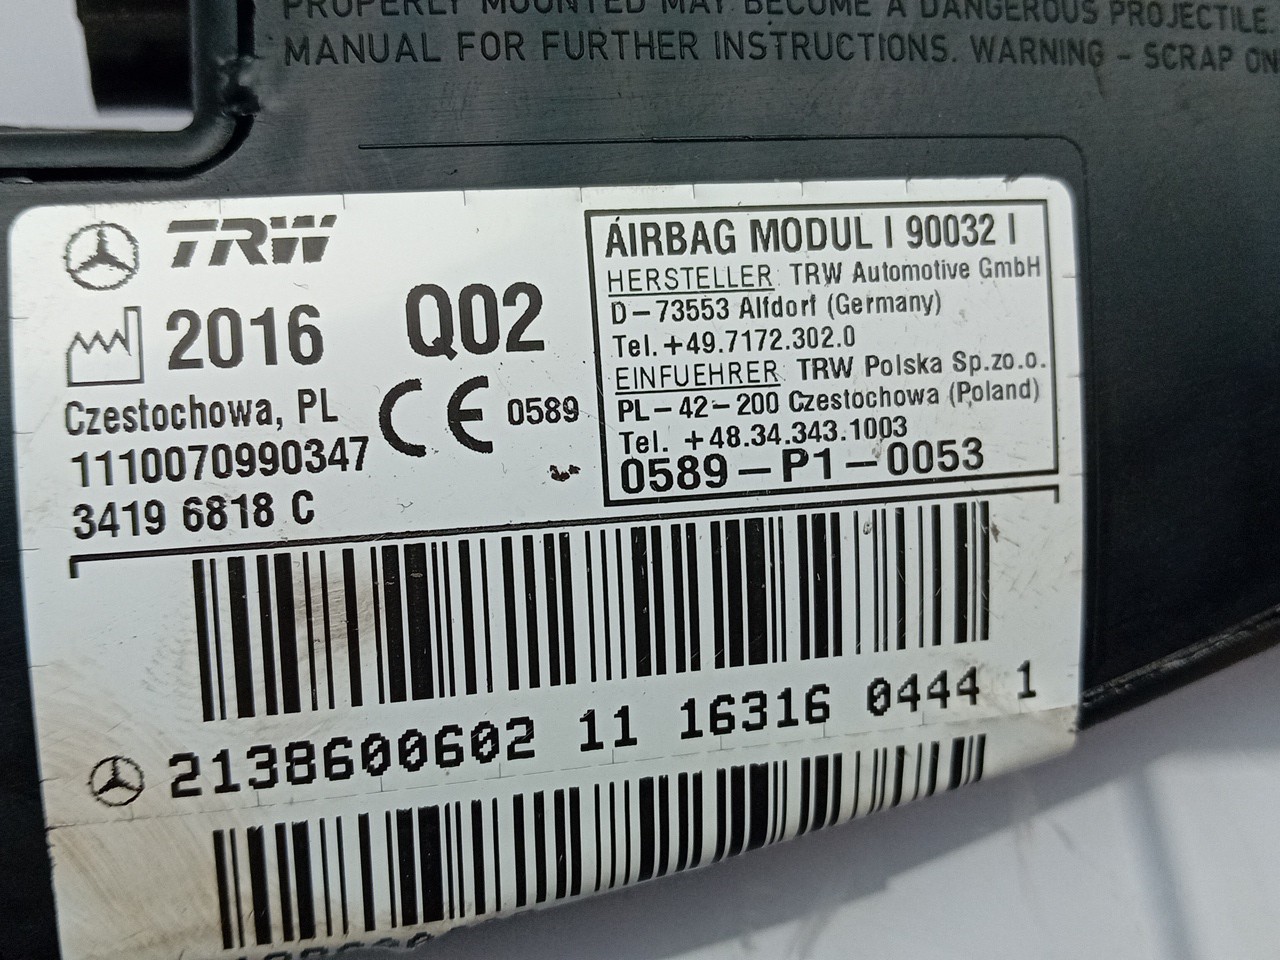 PROPERLY MOUNTED MAY BECOME A DANGEROUS PROJECTILE.
MANUAL FOR FURTHER INSTRUCTIONS. WARNING - SCRAP ON
TRW
2016 Q02
Czestochowa, PL
CE 0589
1110070990347
3419 6818 C
AIRBAG MODUL I 90032 I
HERSTELLER: TRW Automotive GmbH
D-73553 Alfdorf (Germany)
Tel. +49.7172.302.0
EINFUEHRER: TRW Polska Sp.zo.o.
PL-42-200 Czestochowa (Poland)
Tel. +48.34.343.1003
0589-P1-0053
2138600602 11 16316 0444 1